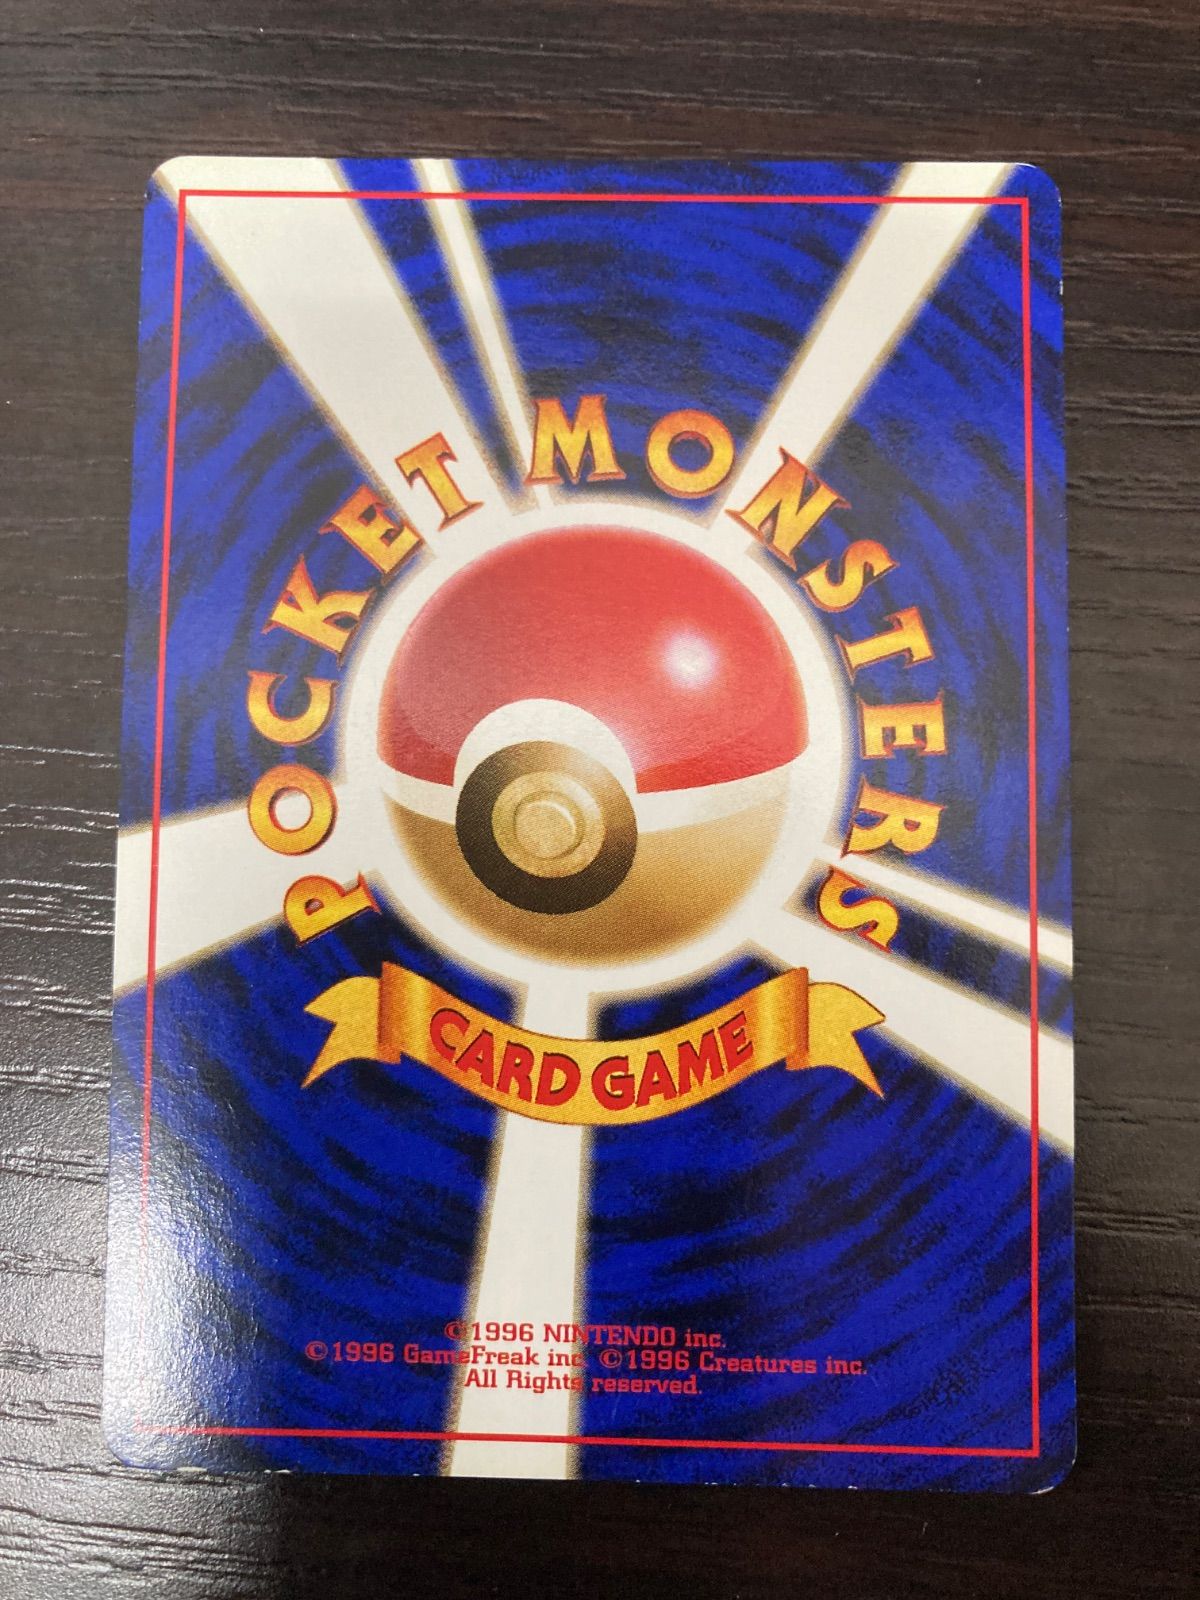 POCKET MONSTERS
CARD GAME
©1996 NINTENDO inc.
©1996 GameFreak inc. ©1996 Creatures inc.
All Rights reserved.